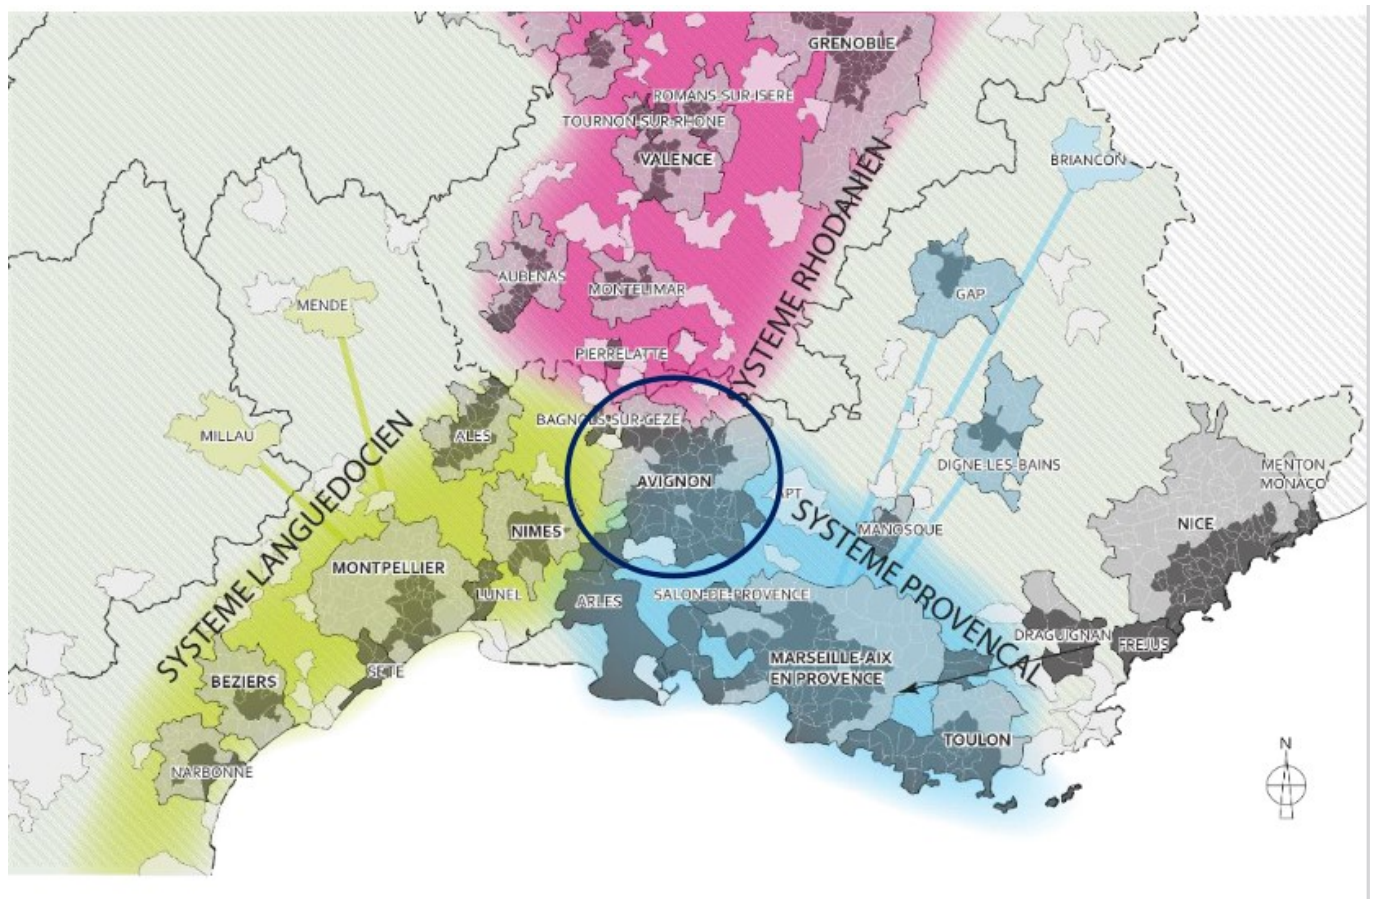 GRENOBLE
ROMANS-SUR-ISERE
TOURNON-SUR-RHONE
VALENCE
BRIANCON
SYSTEME RHODANIEN
AUBENAS
MONTELIMAR
GAP
MENDE
PIERRELATTE
BAGNOLS-SUR-CEZE
MILLAU
ALES
SYSTEME LANGUEDOCIEN
DIGNE-LES-BAINS
MENTON
MONACO
AVIGNON
APT
SYSTEME PROVENCAL
NIMES
MANOSQUE
NICE
MONTPELLIER
LUNEL
ARLES
SALON-DE-PROVENCE
DRAGUIGNAN
FREJUS
MARSEILLE-AIX
EN PROVENCE
SETE
BEZIERS
TOULON
NARBONNE
N